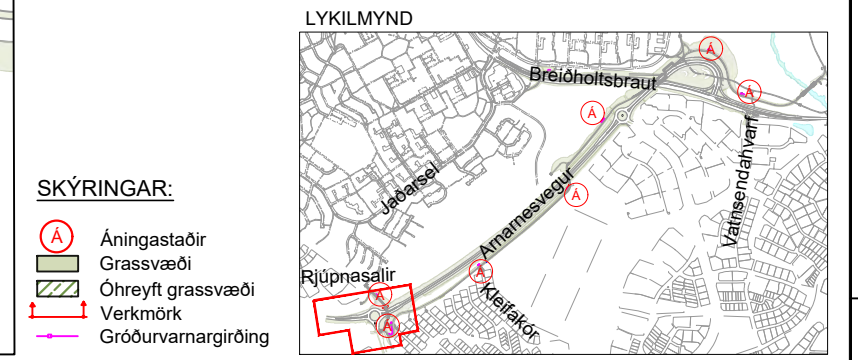 LYKILMYND
Breiðholtsbraut
Vatnsendahvarf
Jaðarsel
Arnarnesvegur
Rjúpnasalir
Kleifakór
Á
Á
Á
Á
Á
Á
Á
SKÝRINGAR:
Á Áningastaðir
Grassvæði
Óhreyft grassvæði
Verkmörk
Gróðurvarnargirðing